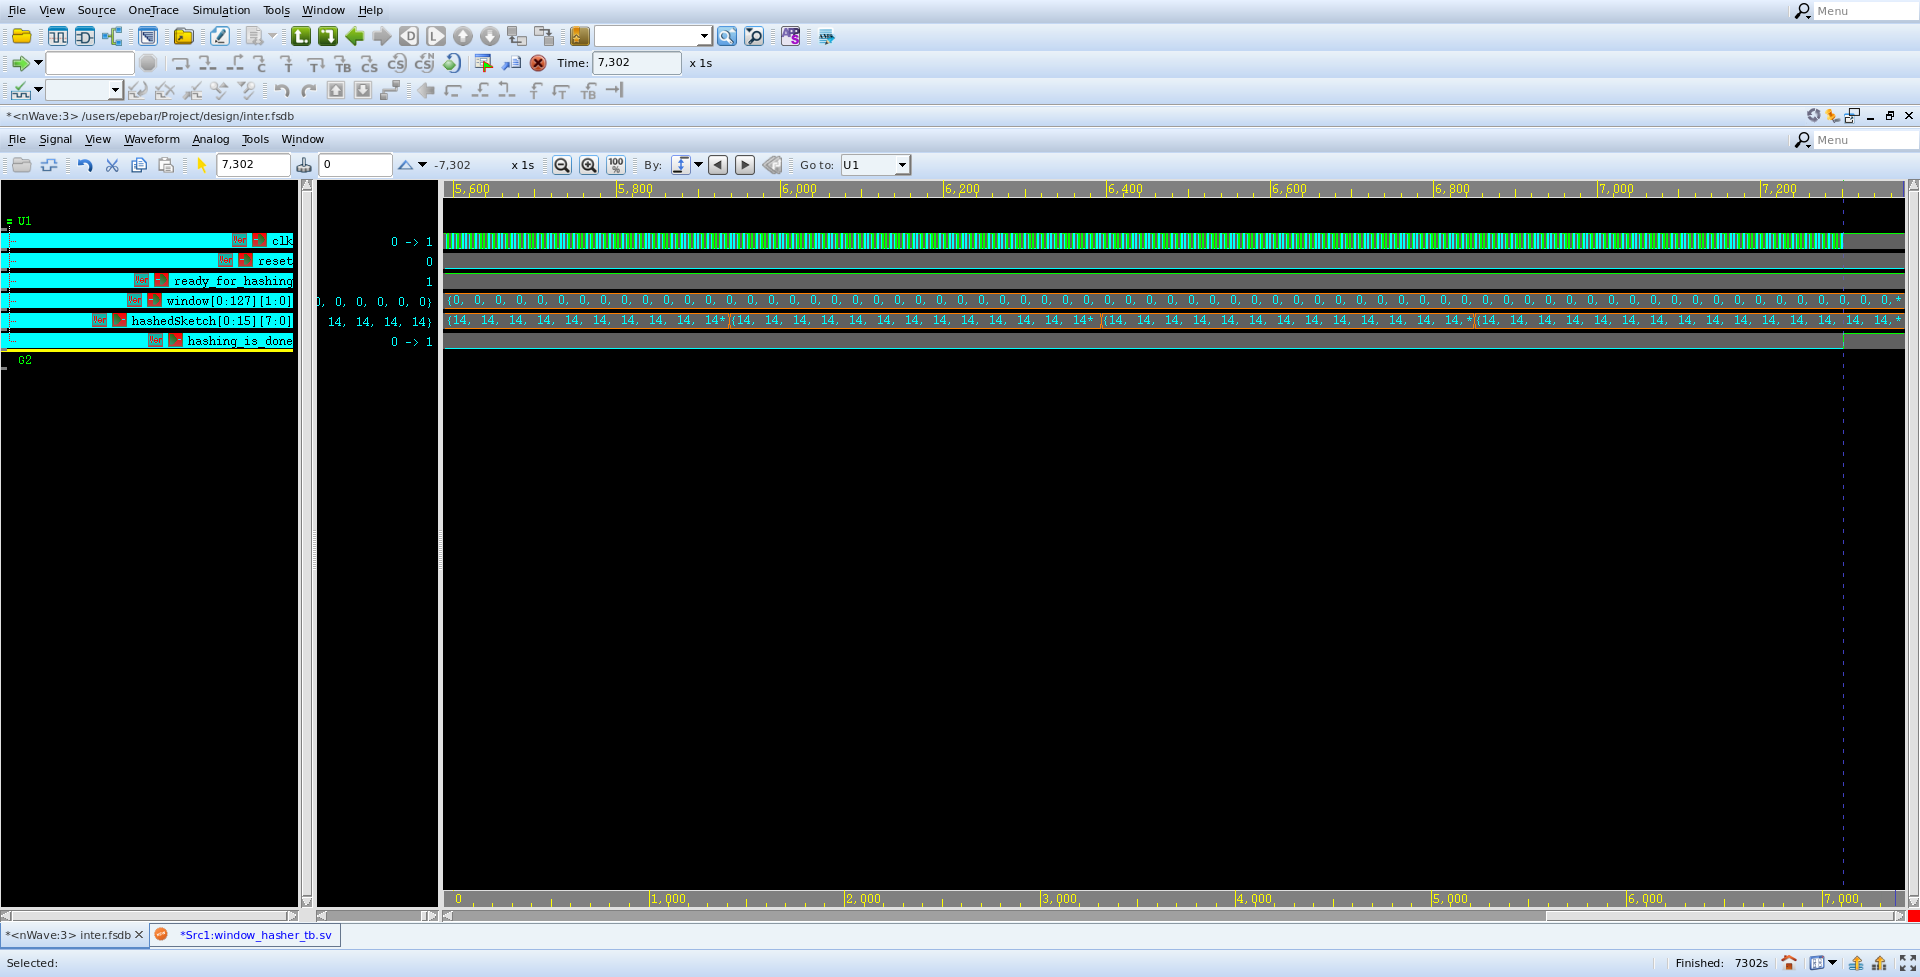 File View Source OneTrace Simulation Tools Window Help Menu
Time: 7,302 x 1s
*<nWave:3> /users/epebar/Project/design/inter.fsdb
File Signal View Waveform Analog Tools Window Menu
7,302 0 -7,302 x 1s 100% By: Go to: U1
5,600 5,800 6,000 6,200 6,400 6,600 6,800 7,000 7,200
U1
clk 0 -> 1
reset 0
ready_for_hashing 1
window[0:127][1:0] 0, 0, 0, 0, 0, 0} {0, 0, 0, 0, 0, 0, 0, 0, 0, 0, 0, 0, 0, 0, 0, 0, 0, 0, 0, 0, 0, 0, 0, 0, 0, 0, 0, 0, 0, 0, 0, 0, 0, 0, 0, 0, 0, 0, 0, 0, 0, 0, 0, 0, 0, 0, 0, 0, 0, 0, 0, 0, 0, 0, 0, 0, 0, 0, 0, 0, 0, 0, 0, 0, 0, 0, 0, 0, 0,*
hashedSketch[0:15][7:0] 14, 14, 14, 14} {14, 14, 14, 14, 14, 14, 14, 14, 14, 14* {14, 14, 14, 14, 14, 14, 14, 14, 14, 14, 14, 14, 14* {14, 14, 14, 14, 14, 14, 14, 14, 14, 14, 14, 14, 14,* {14, 14, 14, 14, 14, 14, 14, 14, 14, 14, 14, 14, 14, 14, 14,*
hashing_is_done 0 -> 1
G2
0 1,000 2,000 3,000 4,000 5,000 6,000 7,000
*<nWave:3> inter.fsdb *Src1:window_hasher_tb.sv
Selected: Finished: 7302s